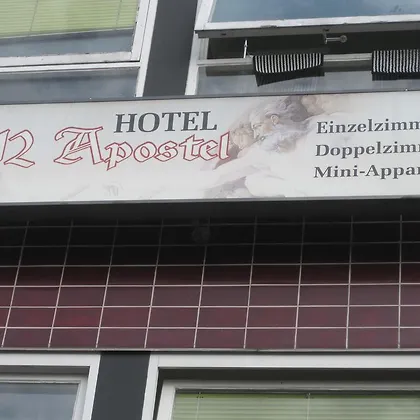 HOTEL
12 Apostel
Einzelzimm
Doppelzimm
Mini-Appar